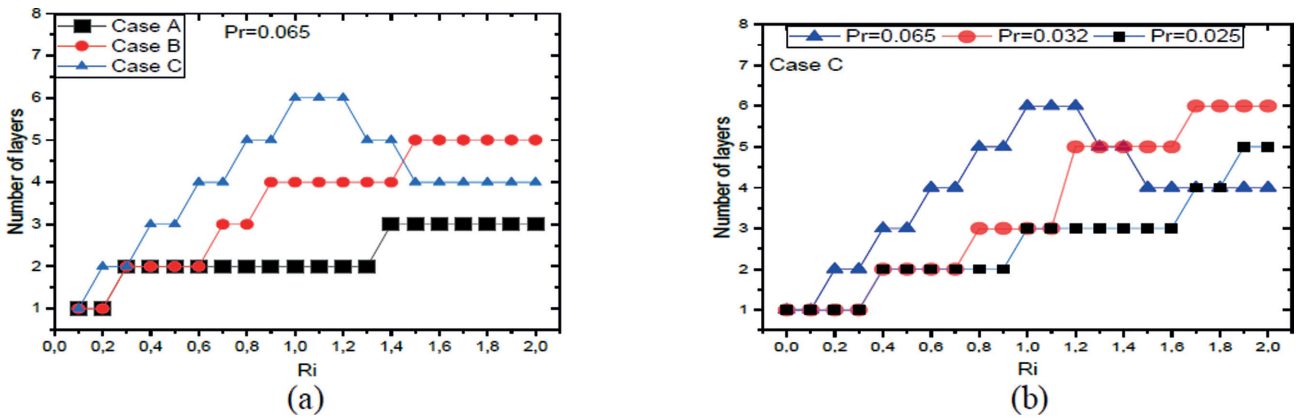 Case A
Case B
Case C
Pr=0.065
Number of layers
8
7
6
5
4
3
2
1
0,0 0,2 0,4 0,6 0,8 1,0 1,2 1,4 1,6 1,8 2,0
Ri
(a)
Pr=0.065 Pr=0.032 Pr=0.025
Case C
Number of layers
8
7
6
5
4
3
2
1
0,0 0,2 0,4 0,6 0,8 1,0 1,2 1,4 1,6 1,8 2,0
Ri
(b)